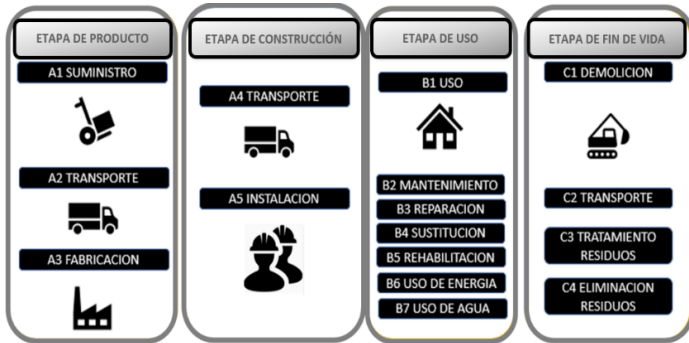 ETAPA DE PRODUCTO
A1 SUMINISTRO
A2 TRANSPORTE
A3 FABRICACION
ETAPA DE CONSTRUCCIÓN
A4 TRANSPORTE
A5 INSTALACION
ETAPA DE USO
B1 USO
B2 MANTENIMIENTO
B3 REPARACION
B4 SUSTITUCION
B5 REHABILITACION
B6 USO DE ENERGIA
B7 USO DE AGUA
ETAPA DE FIN DE VIDA
C1 DEMOLICION
C2 TRANSPORTE
C3 TRATAMIENTO
RESIDUOS
C4 ELIMINACION
RESIDUOS